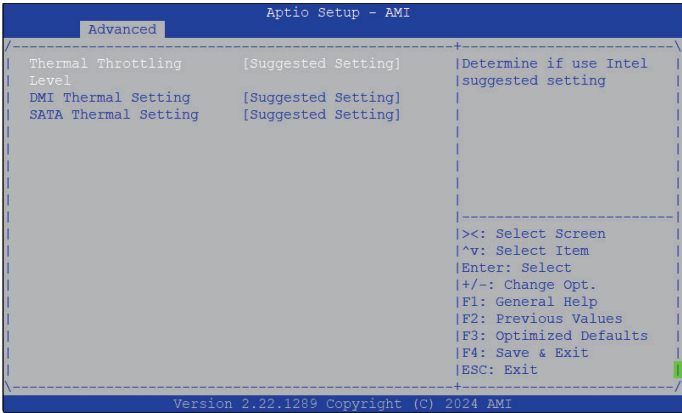 Aptio Setup - AMI
Advanced
Thermal Throttling [Suggested Setting] |Determine if use Intel
Level |suggested setting
DMI Thermal Setting [Suggested Setting]
SATA Thermal Setting [Suggested Setting]
|><: Select Screen
|^v: Select Item
|Enter: Select
|+/-: Change Opt.
|F1: General Help
|F2: Previous Values
|F3: Optimized Defaults
|F4: Save & Exit
|ESC: Exit
Version 2.22.1289 Copyright (C) 2024 AMI